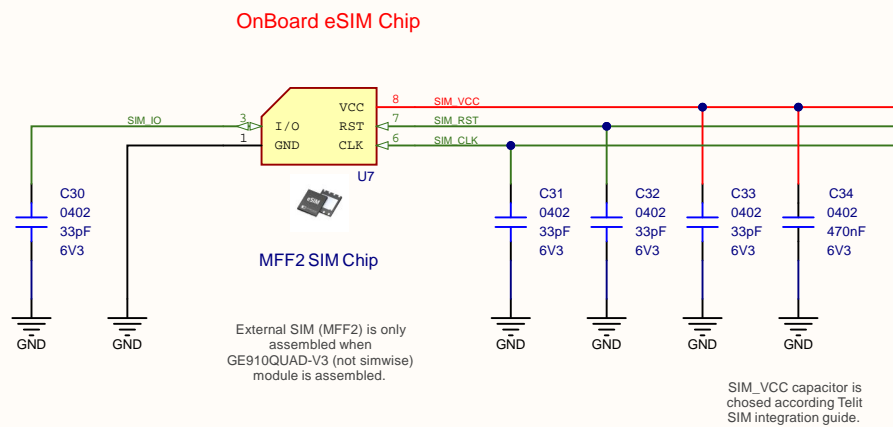 OnBoard eSIM Chip
SIM_IO
3
1
I/O
GND
VCC
RST
CLK
8
7
6
SIM_VCC
SIM_RST
SIM_CLK
U7
eSIM
MFF2 SIM Chip
C30
0402
33pF
6V3
C31
0402
33pF
6V3
C32
0402
33pF
6V3
C33
0402
33pF
6V3
C34
0402
470nF
6V3
GND
GND
GND
GND
GND
GND
External SIM (MFF2) is only
assembled when
GE910QUAD-V3 (not simwise)
module is assembled.
SIM_VCC capacitor is
chosed according Telit
SIM integration guide.